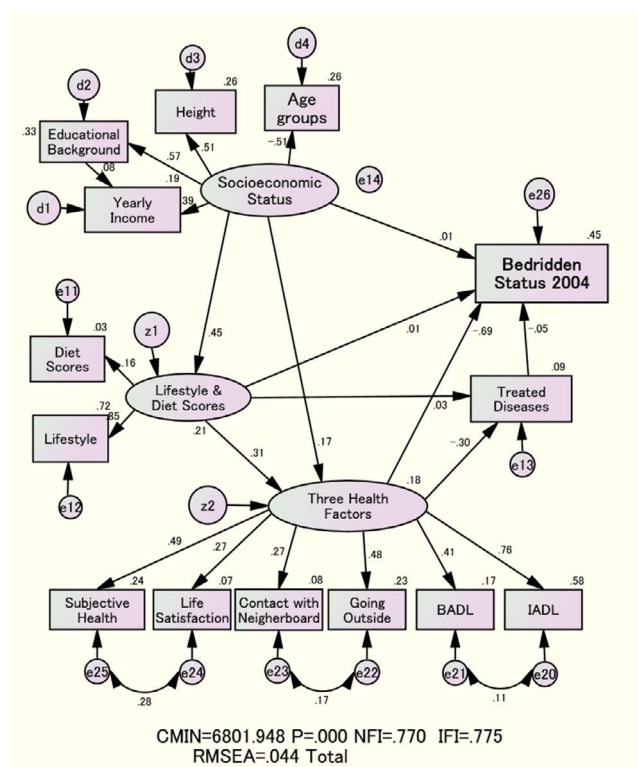 d4
d3
.26
.26
d2
Height
Age
groups
.33
Educational
Background
.51
-.51
.57
.08
.19
e14
Socioeconomic
Status
d1
Yearly
Income
.39
e26
.01
.45
Bedridden
Status 2004
e11
.03
z1
.45
.01
-.69
-.05
Diet
Scores
.16
.09
Lifestyle &
Diet Scores
Treated
Diseases
.72
.85
.03
Lifestyle
.21
.31
.17
-.30
e13
e12
z2
.18
Three Health
Factors
.49
.27
.27
.48
.41
.76
.24
.07
.08
.23
.17
.58
Subjective
Health
Life
Satisfaction
Contact with
Neigherboard
Going
Outside
BADL
IADL
e25
e24
e23
e22
e21
e20
.28
.17
.11
CMIN=6801.948 P=.000 NFI=.770 IFI=.775
RMSEA=.044 Total